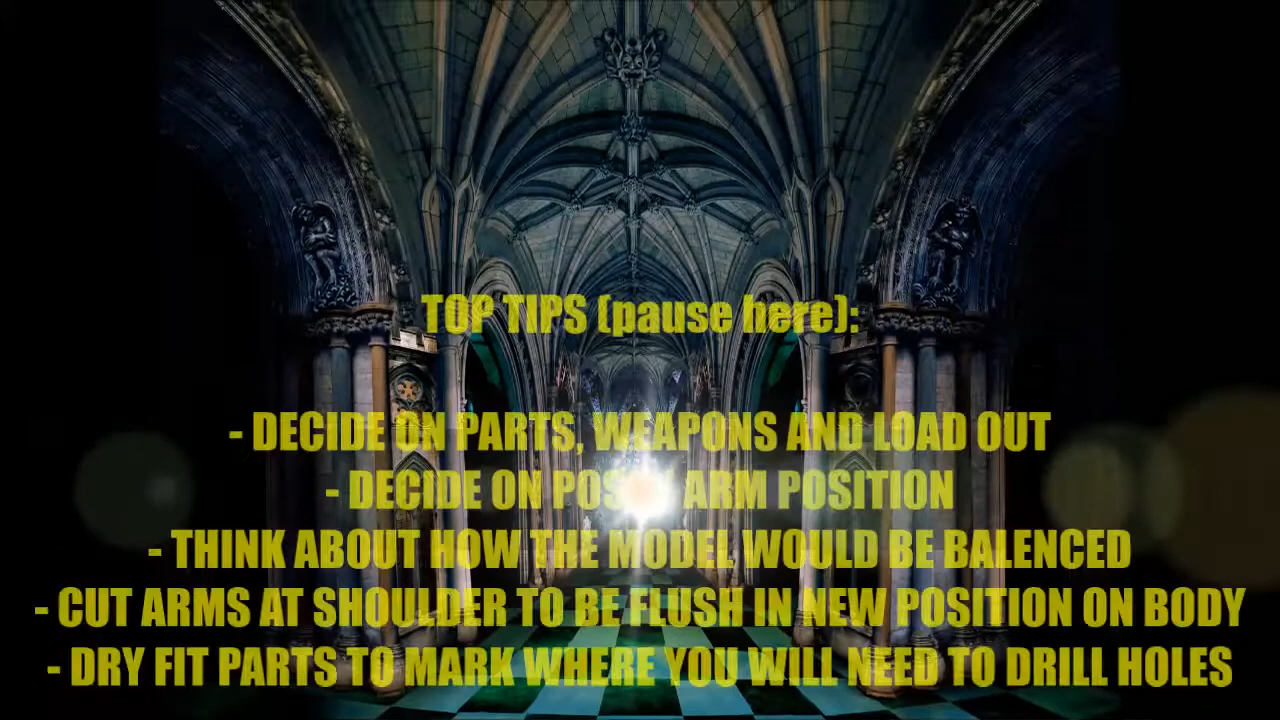 TOP TIPS (pause here):
- DECIDE ON PARTS, WEAPONS AND LOAD OUT
- DECIDE ON ARM POSITION
- THINK ABOUT HOW THE MODEL WOULD BE BALENCED
- CUT ARMS AT SHOULDER TO BE FLUSH IN NEW POSITION ON BODY
- DRY FIT PARTS TO MARK WHERE YOU WILL NEED TO DRILL HOLES